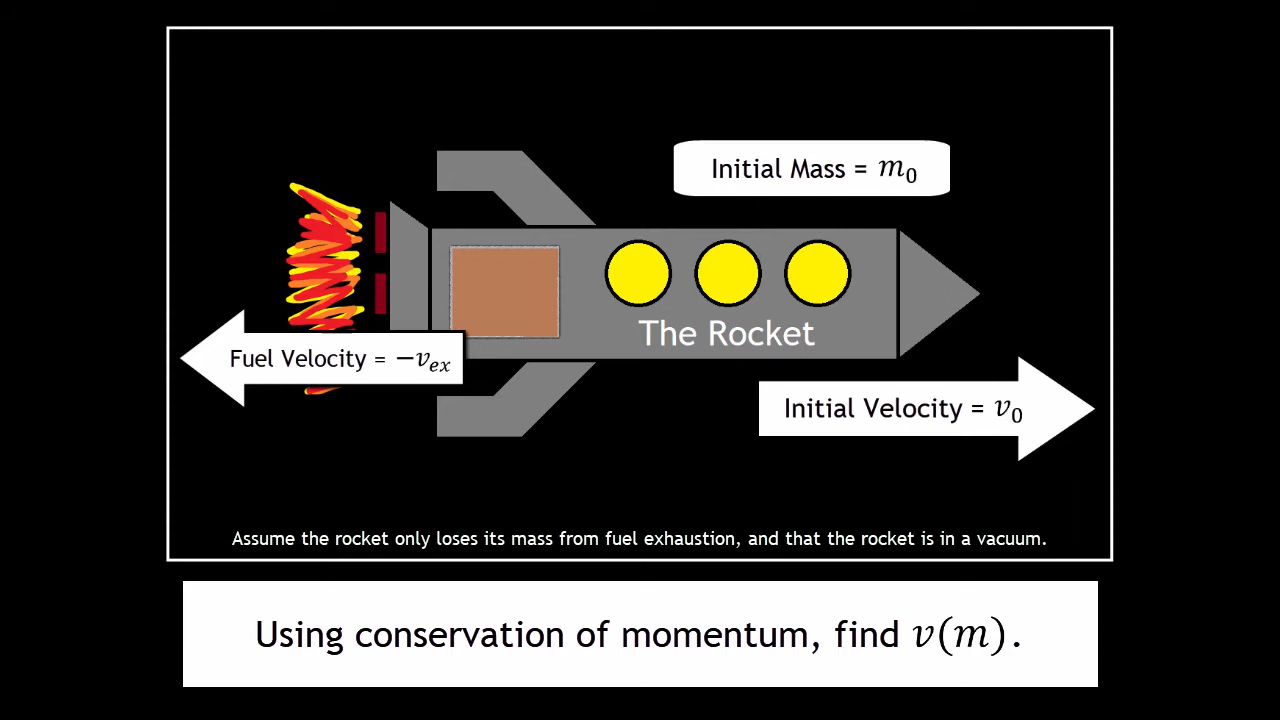 Initial Mass = m₀
The Rocket
Fuel Velocity = −vₑₓ
Initial Velocity = v₀
Assume the rocket only loses its mass from fuel exhaustion, and that the rocket is in a vacuum.
Using conservation of momentum, find v(m).